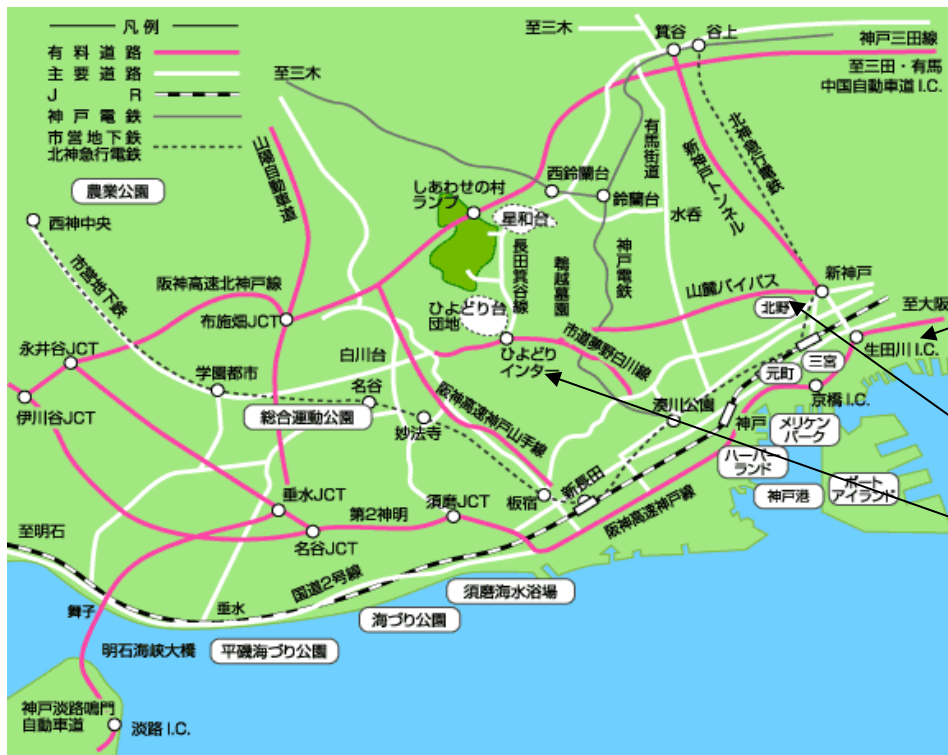 凡例
有料道路
主要道路
JR
神戸電鉄
市営地下鉄
北神急行電鉄
至三木
箕谷
谷上
神戸三田線
至三田・有馬
中国自動車道 I.C.
至三木
山陽自動車道
有馬街道
新神戸トンネル
北神急行電鉄
農業公園
西神中央
しあわせの村
ランプ
西鈴蘭台
鈴蘭台
星和台
水呑
市営地下鉄
阪神高速北神戸線
長田箕谷線
鵯越墓園
神戸電鉄
山麓バイパス
新神戸
北野
至大阪
布施畑JCT
ひよどり台
団地
永井谷JCT
白川台
ひよどり
インター
市道夢野白川線
生田川 I.C.
三宮
元町
学園都市
名谷
伊川谷JCT
総合運動公園
妙法寺
阪神高速神戸山手線
湊川公園
京橋 I.C.
神戸
メリケン
パーク
ハーバー
ランド
ポート
アイランド
神戸港
垂水JCT
第2神明
須磨JCT
板宿
新長田
阪神高速神戸線
至明石
名谷JCT
国道2号線
須磨海水浴場
舞子
垂水
海づり公園
明石海峡大橋
平磯海づり公園
神戸淡路鳴門
自動車道
淡路 I.C.